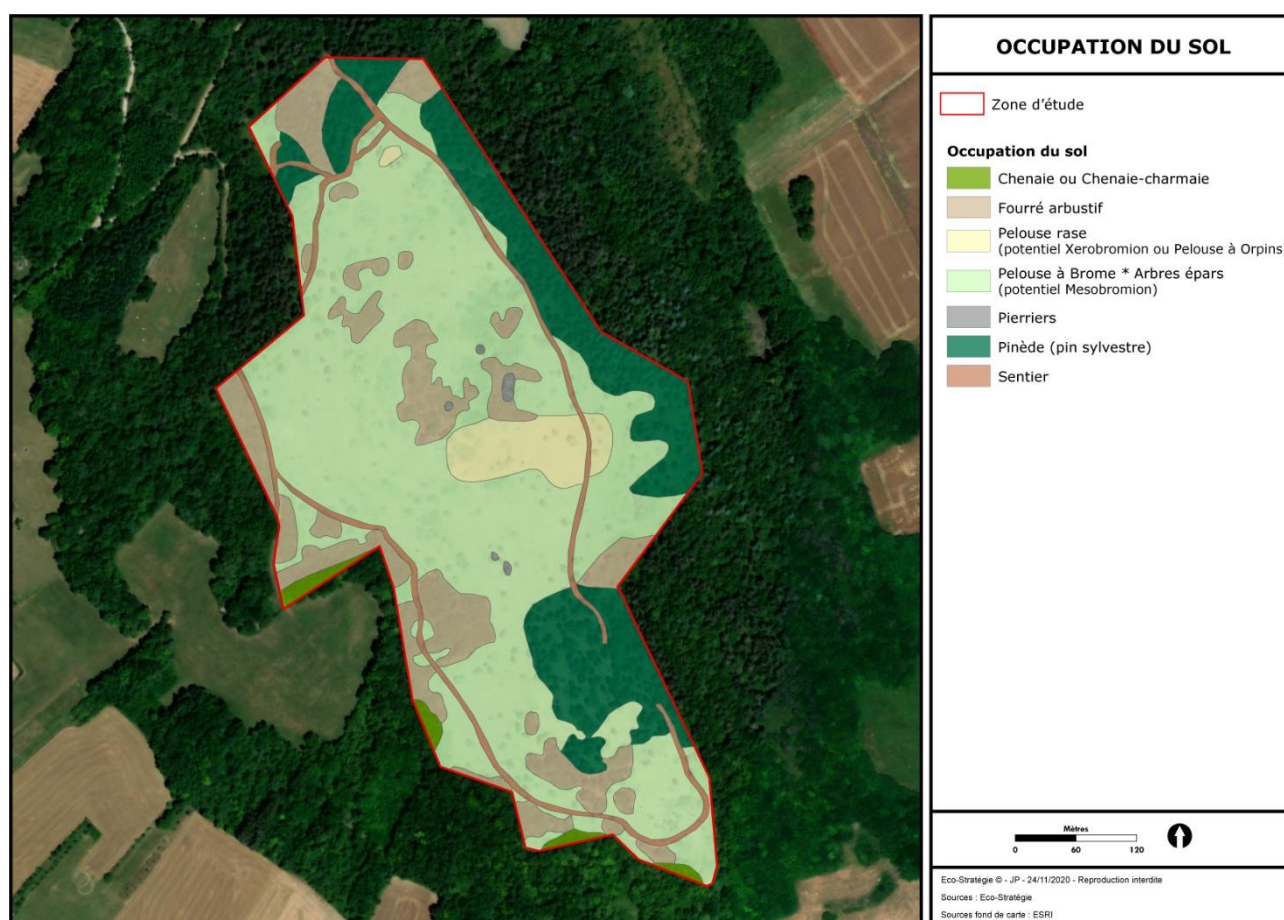 OCCUPATION DU SOL
Zone d'étude
Occupation du sol
Chenaie ou Chenaie-charmaie
Fourré arbustif
Pelouse rase
(potentiel Xerobromion ou Pelouse à Orpins)
Pelouse à Brome * Arbres épars
(potentiel Mesobromion)
Pierriers
Pinède (pin sylvestre)
Sentier
Mètres
0 60 120
Eco-Stratégie © - JP - 24/11/2020 - Reproduction interdite
Sources : Eco-Stratégie
Sources fond de carte : ESRI